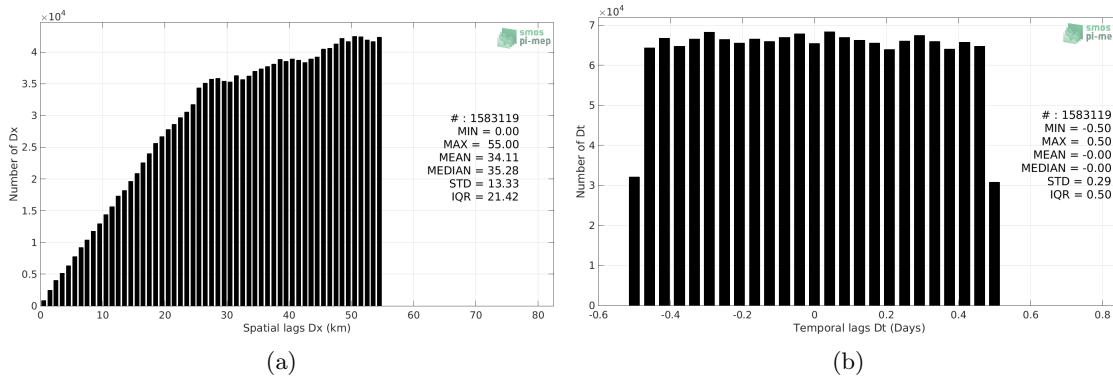 ×10⁴
4
3.5
3
2.5
2
1.5
1
0.5
0
0 10 20 30 40 50 60 70 80
Number of Dx
Spatial lags Dx (km)
smos
pi-mep
# : 1583119
MIN = 0.00
MAX = 55.00
MEAN = 34.11
MEDIAN = 35.28
STD = 13.33
IQR = 21.42
(a)
×10⁴
7
6
5
4
3
2
1
0
-0.6 -0.4 -0.2 0 0.2 0.4 0.6 0.8
Number of Dt
Temporal lags Dt (Days)
smos
pi-mep
# : 1583119
MIN = -0.50
MAX = 0.50
MEAN = -0.00
MEDIAN = -0.00
STD = 0.29
IQR = 0.50
(b)